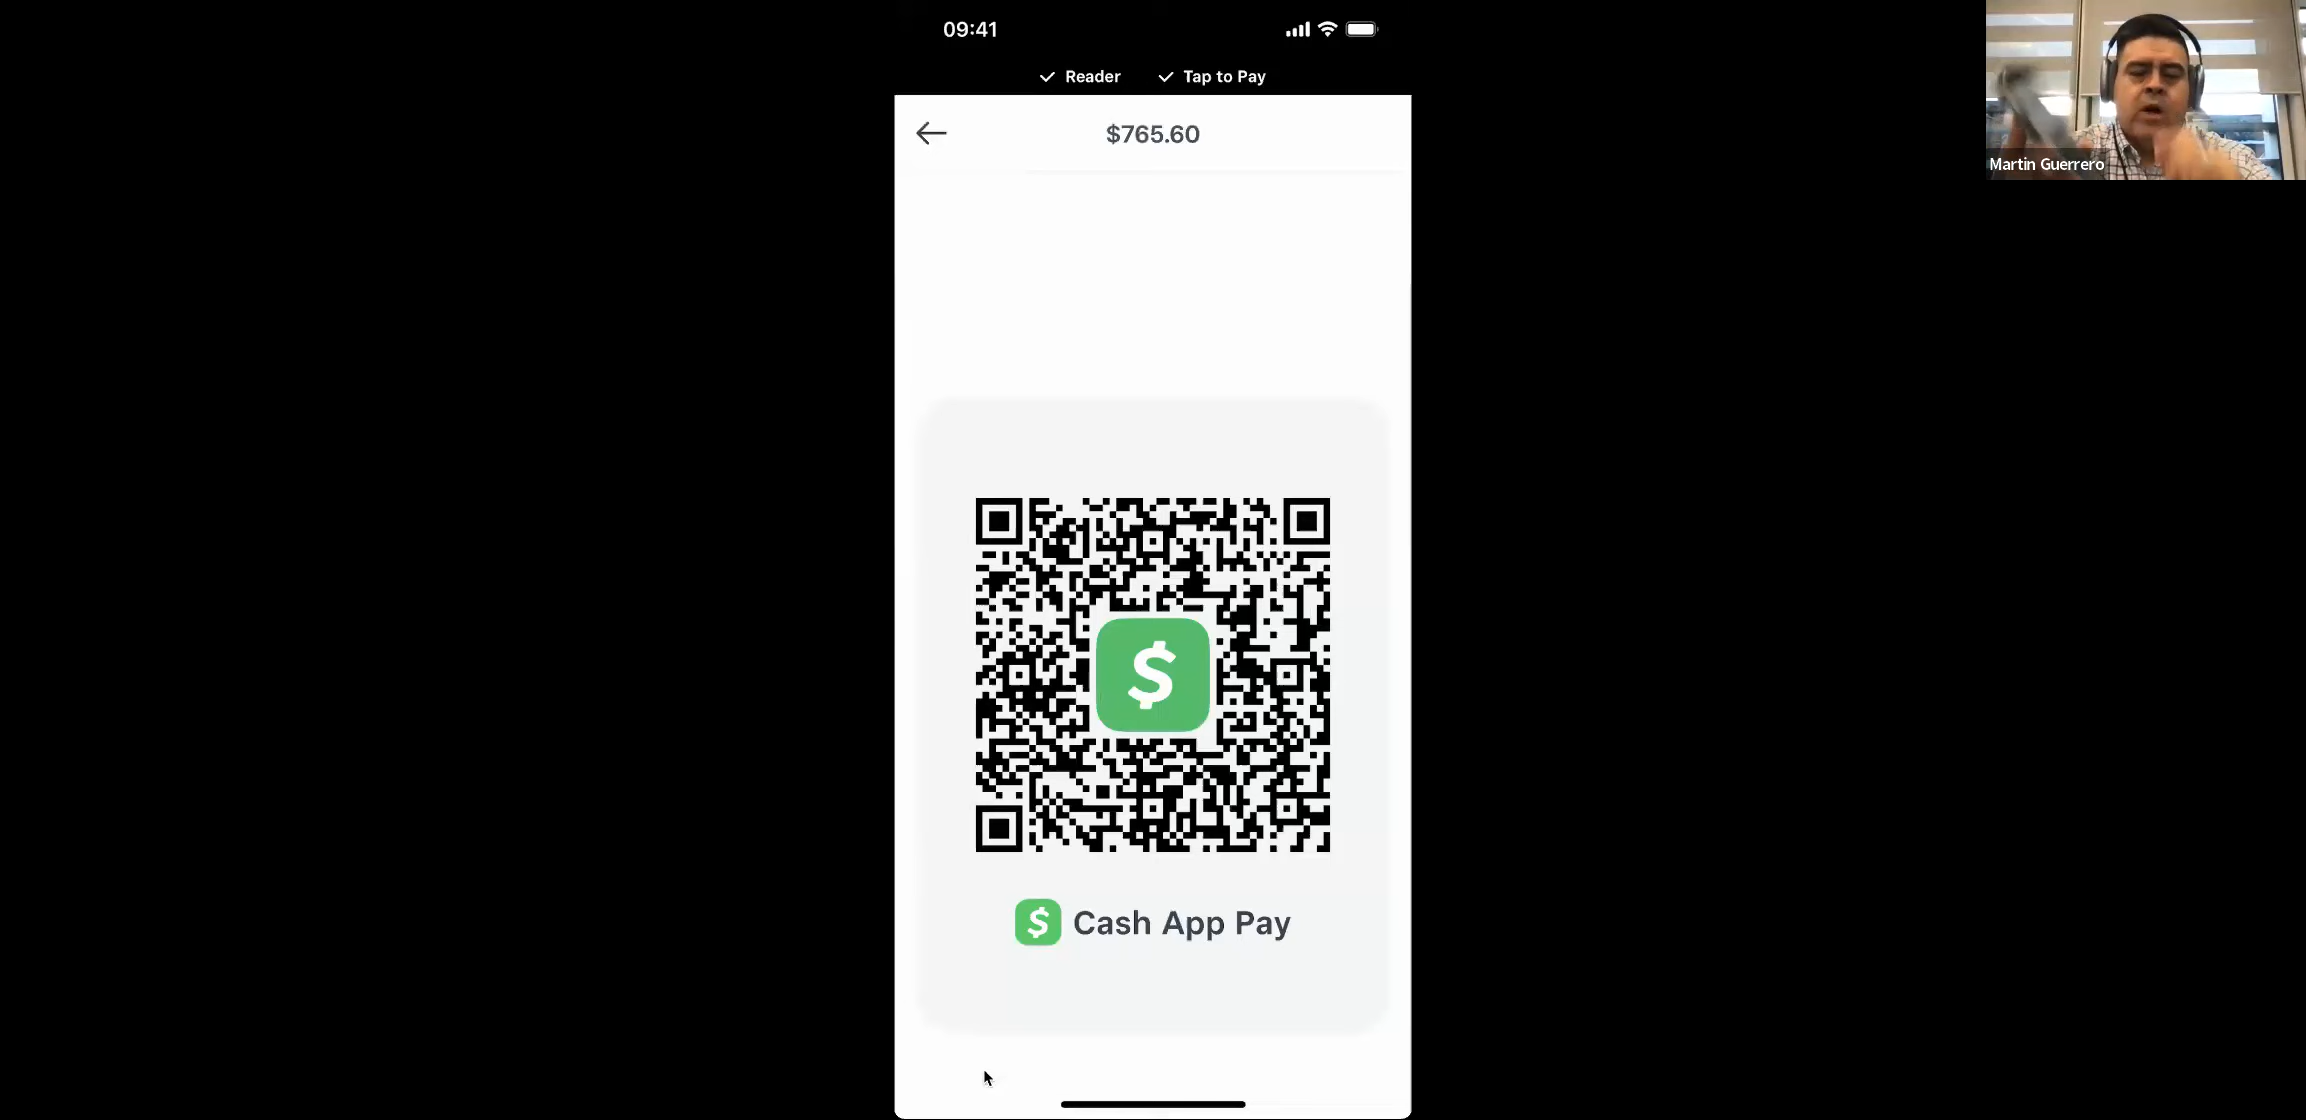 09:41
Reader Tap to Pay
$765.60
Martin Guerrero
$
$ Cash App Pay